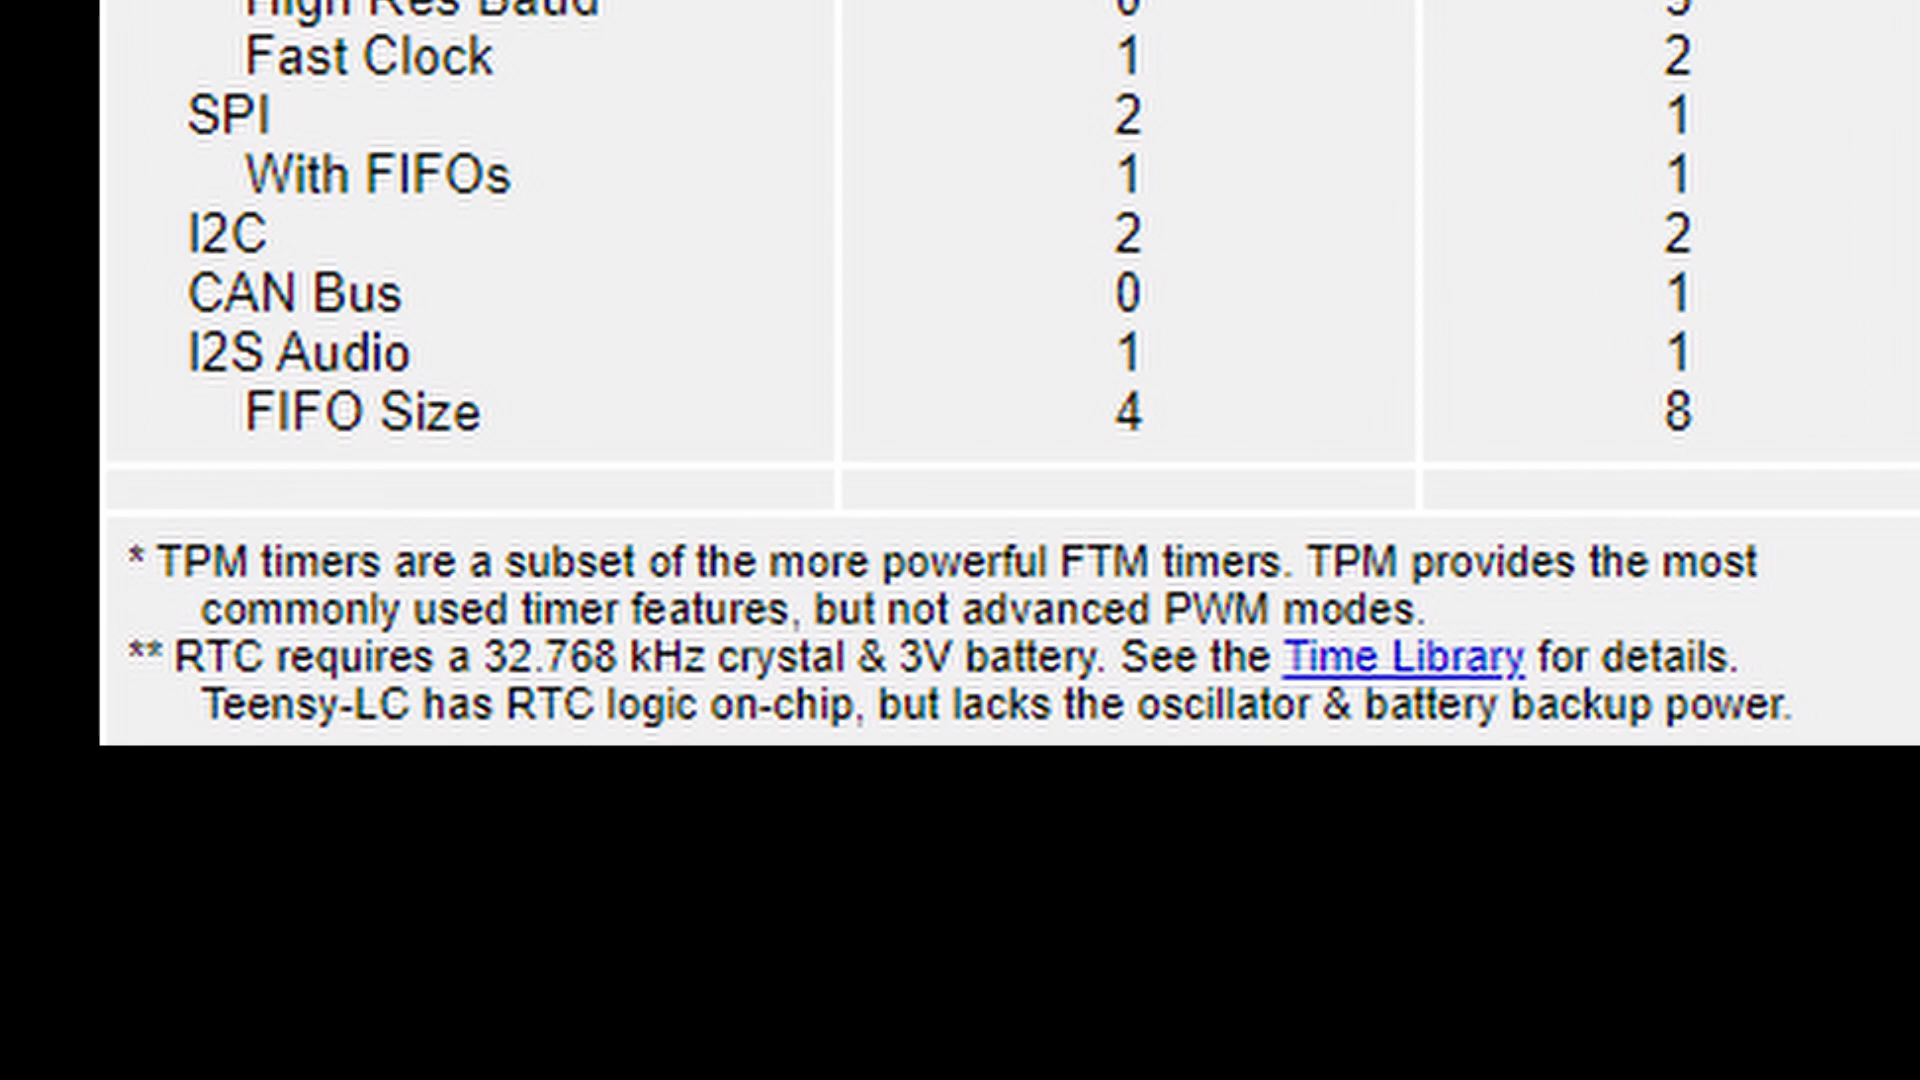 High Res Baud
Fast Clock 1 2
SPI 2 1
With FIFOs 1 1
I2C 2 2
CAN Bus 0 1
I2S Audio 1 1
FIFO Size 4 8
* TPM timers are a subset of the more powerful FTM timers. TPM provides the most
commonly used timer features, but not advanced PWM modes.
** RTC requires a 32.768 kHz crystal & 3V battery. See the Time Library for details.
Teensy-LC has RTC logic on-chip, but lacks the oscillator & battery backup power.